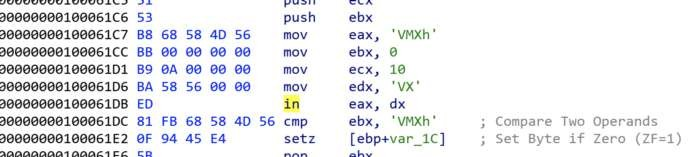 00000000100061C5 51 push ecx
00000000100061C6 53 push ebx
00000000100061C7 B8 68 58 4D 56 mov eax, 'VMXh'
00000000100061CC BB 00 00 00 00 mov ebx, 0
00000000100061D1 B9 0A 00 00 00 mov ecx, 10
00000000100061D6 BA 58 56 00 00 mov edx, 'VX'
00000000100061DB ED in eax, dx
00000000100061DC 81 FB 68 58 4D 56 cmp ebx, 'VMXh' ; Compare Two Operands
00000000100061E2 0F 94 45 E4 setz [ebp+var_1C] ; Set Byte if Zero (ZF=1)
00000000100061E6 5B pop ebx